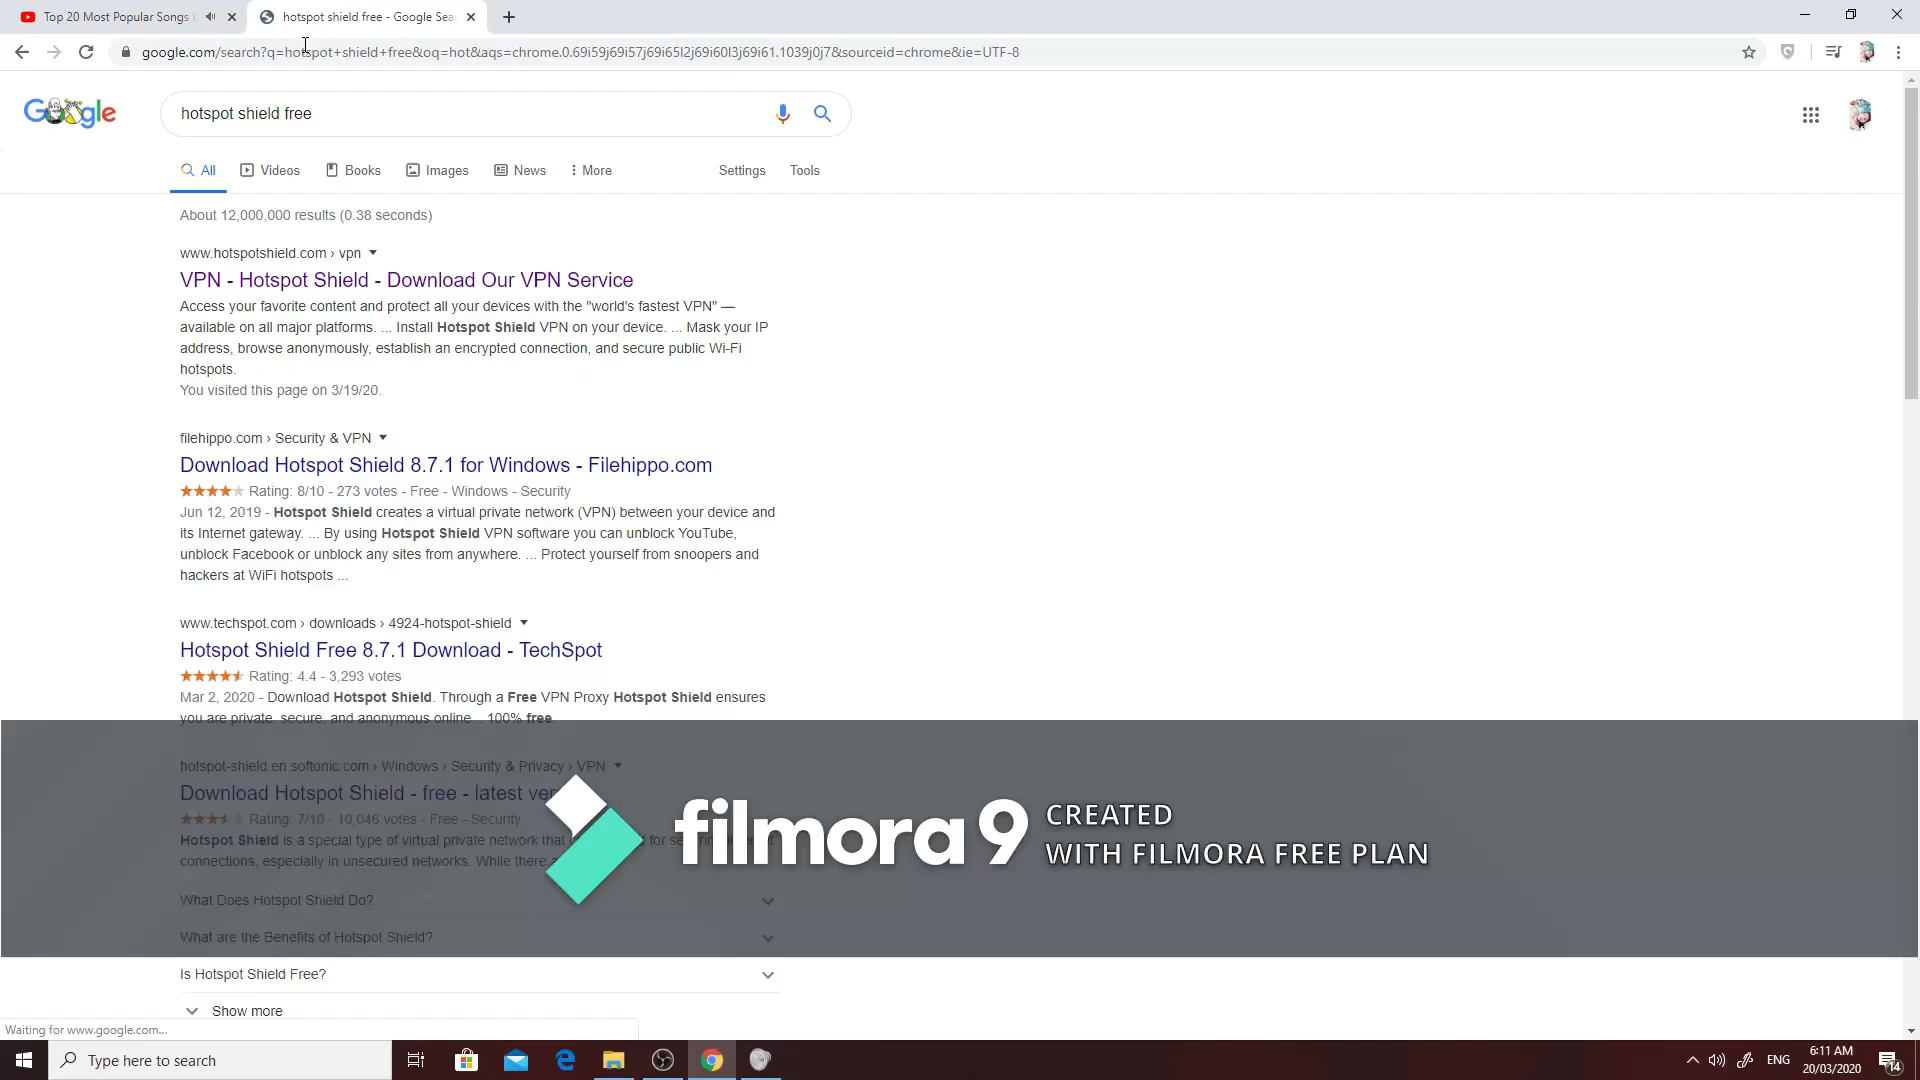 Top 20 Most Popular Songs
hotspot shield free - Google Sea
google.com/search?q=hotspot+shield+free&oq=hot&aqs=chrome.0.69i59j69i57j69i65l2j69i60l3j69i61.1039j0j7&sourceid=chrome&ie=UTF-8
Google
hotspot shield free
All Videos Books Images News More Settings Tools
About 12,000,000 results (0.38 seconds)
www.hotspotshield.com › vpn
VPN - Hotspot Shield - Download Our VPN Service
Access your favorite content and protect all your devices with the "world's fastest VPN" —
available on all major platforms. ... Install Hotspot Shield VPN on your device. ... Mask your IP
address, browse anonymously, establish an encrypted connection, and secure public Wi-Fi
hotspots.
You visited this page on 3/19/20.
filehippo.com › Security & VPN
Download Hotspot Shield 8.7.1 for Windows - Filehippo.com
Rating: 8/10 - 273 votes - Free - Windows - Security
Jun 12, 2019 - Hotspot Shield creates a virtual private network (VPN) between your device and
its Internet gateway. ... By using Hotspot Shield VPN software you can unblock YouTube,
unblock Facebook or unblock any sites from anywhere. ... Protect yourself from snoopers and
hackers at WiFi hotspots ...
www.techspot.com › downloads › 4924-hotspot-shield
Hotspot Shield Free 8.7.1 Download - TechSpot
Rating: 4.4 - 3,293 votes
Mar 2, 2020 - Download Hotspot Shield. Through a Free VPN Proxy Hotspot Shield ensures
you are private, secure, and anonymous online... 100% free.
hotspot-shield.en.softonic.com › Windows › Security & Privacy › VPN
Download Hotspot Shield - free - latest ver
Rating: 7/10 - 10,046 votes - Free - Security
Hotspot Shield is a special type of virtual private network that
connections, especially in unsecured networks. While there
filmora9 CREATED
WITH FILMORA FREE PLAN
What Does Hotspot Shield Do?
What are the Benefits of Hotspot Shield?
Is Hotspot Shield Free?
Show more
Waiting for www.google.com...
Type here to search
ENG
6:11 AM
20/03/2020
14